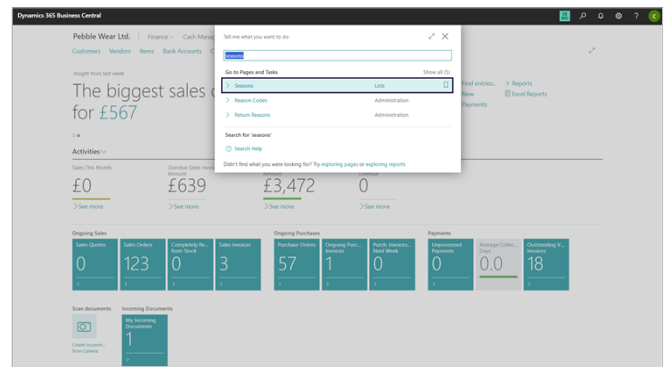 Dynamics 365 Business Central
Pebble Wear Ltd. Finance Cash Mana
Customers Vendors Items Bank Accounts
Insight from last week
The biggest sales
for £567
Activities
Sales This Month
£0
>See more
Overdue Sales
Amount
£639
>See more
Amount
£3,472
>See more
0
>See more
Tell me what you want to do
seasons
Go to Pages and Tasks Show all (5)
> Seasons Lists
> Reason Codes Administration
> Return Reasons Administration
Search for 'seasons'
Search Help
Didn't find what you were looking for? Try exploring pages or exploring reports
Find entries... > Reports
New Excel Reports
Payments
Ongoing Sales Ongoing Purchases Payments
Sales Quotes
0
Sales Orders
123
Completely Re...
from Stock
0
Sales Invoices
3
Purchase Orders
57
Ongoing Purc...
Invoices
1
Purch. Invoices...
Next Week
0
Unprocessed
Payments
0
Average Collec...
Days
0.0
Outstanding V...
Invoices
18
Scan documents Incoming Documents
Create incomin...
from camera
My Incoming
Documents
1